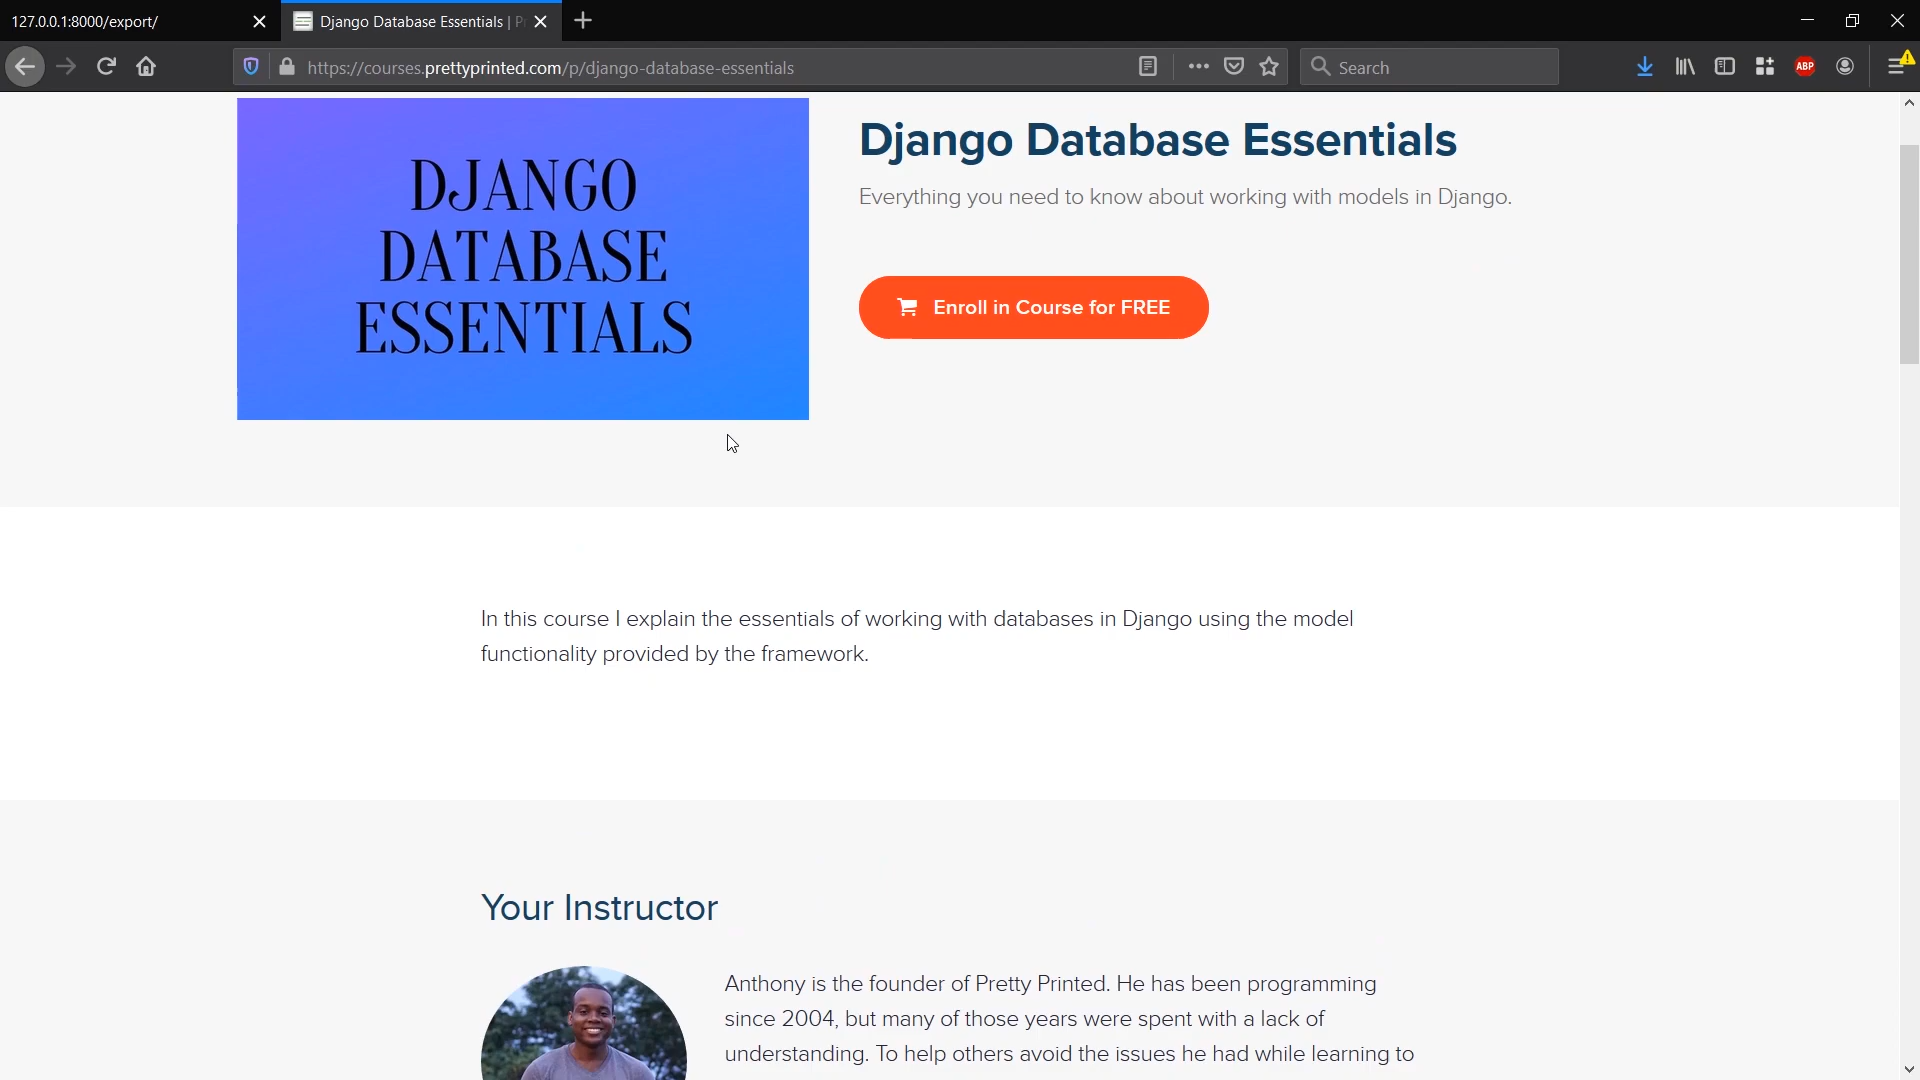 127.0.0.1:8000/export/
Django Database Essentials | Pr
https://courses.prettyprinted.com/p/django-database-essentials
Search
ABP
DJANGO
DATABASE
ESSENTIALS
Django Database Essentials
Everything you need to know about working with models in Django.
Enroll in Course for FREE
In this course I explain the essentials of working with databases in Django using the model
functionality provided by the framework.
Your Instructor
Anthony is the founder of Pretty Printed. He has been programming
since 2004, but many of those years were spent with a lack of
understanding. To help others avoid the issues he had while learning to